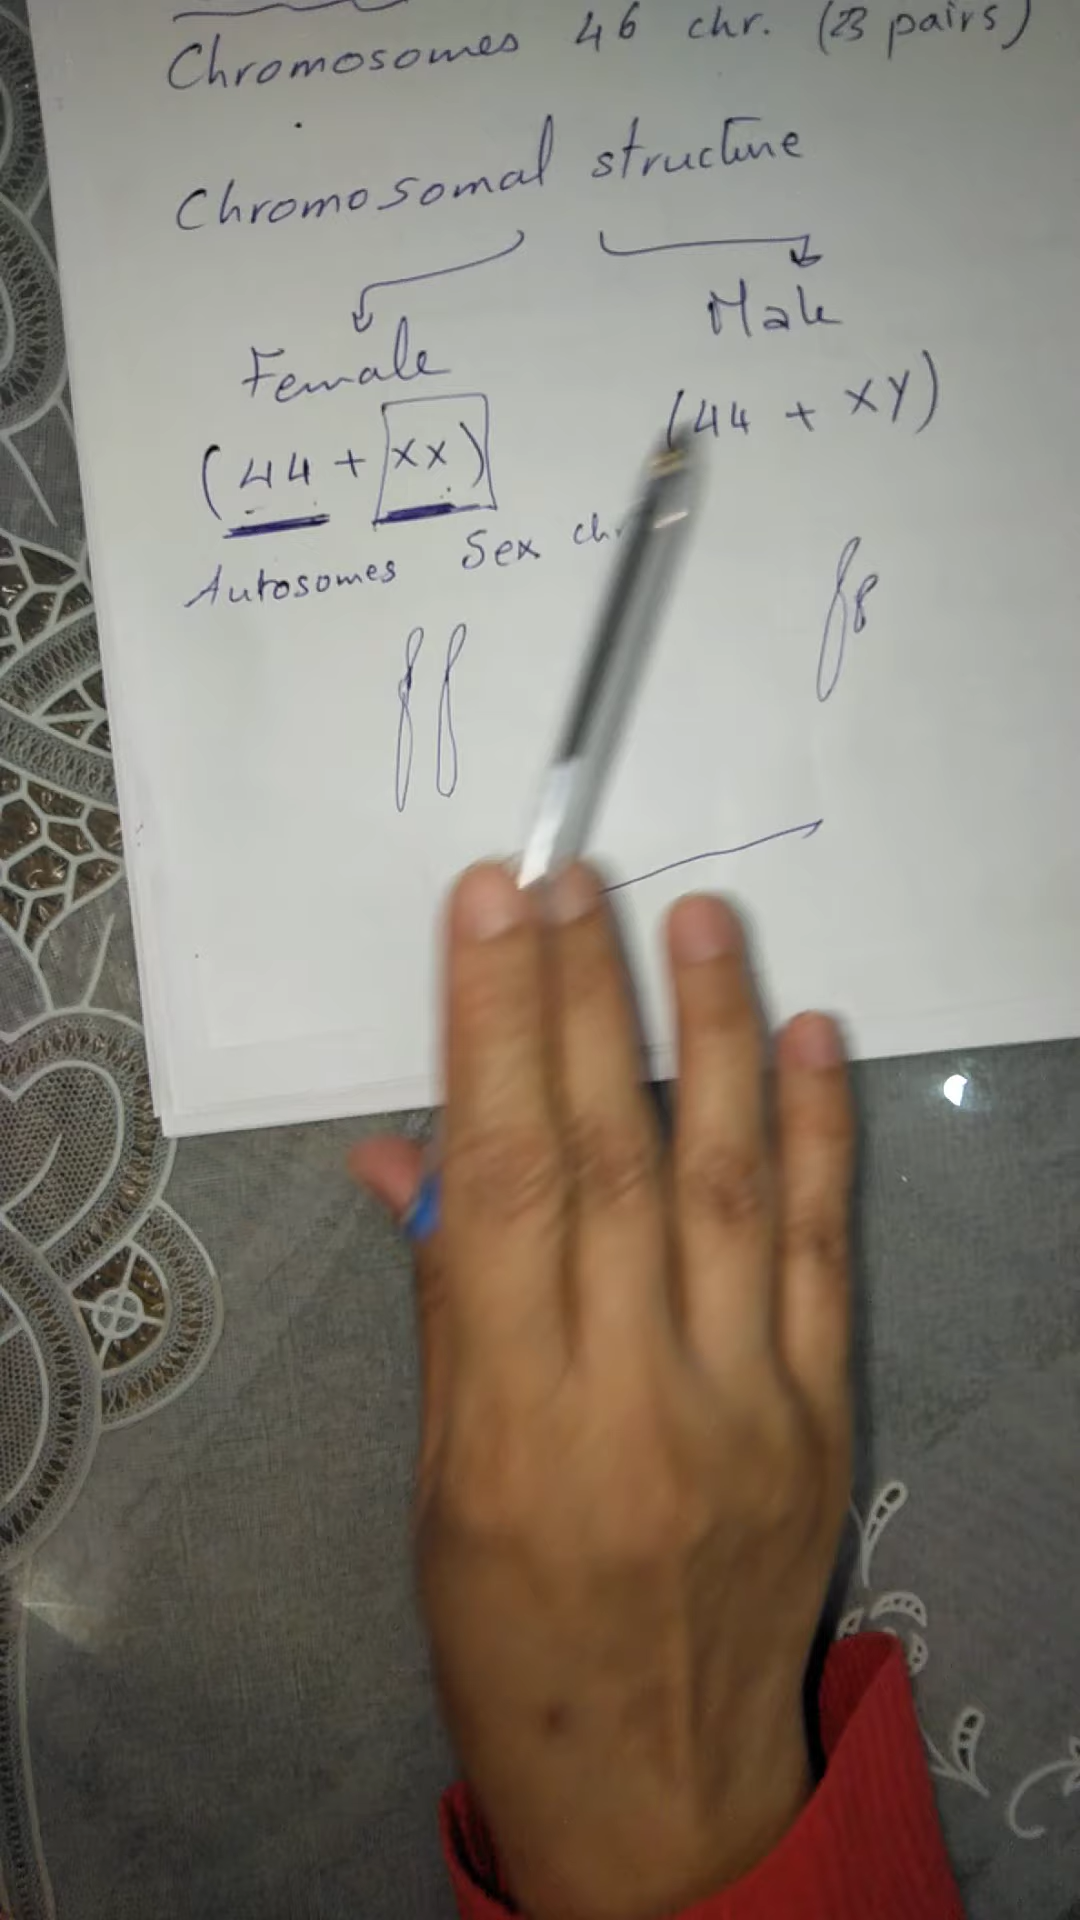 Chromosomes 46 chr. (23 pairs)
Chromosomal structure
Female Male
(44 + XX) (44 + XY)
Autosomes Sex